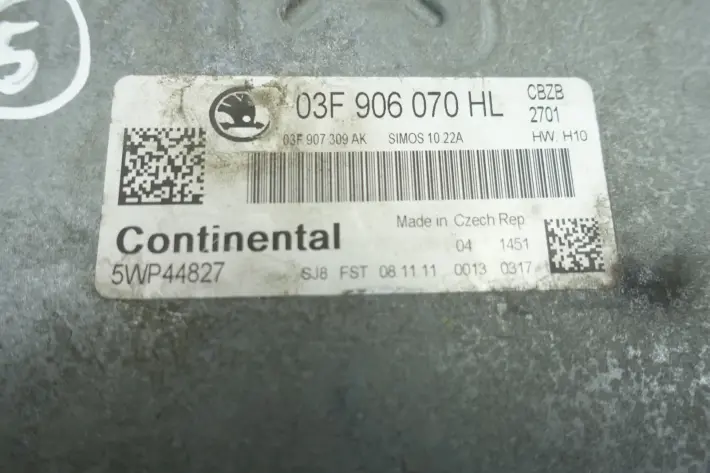 S
03F 906 070 HL
CBZB
2701
03F 907 309 AK SIMOS 10.22A HW: H10
Continental
Made in Czech Rep
04 1451
5WP44827
SJ8 FST 08.11.11 0013 0317